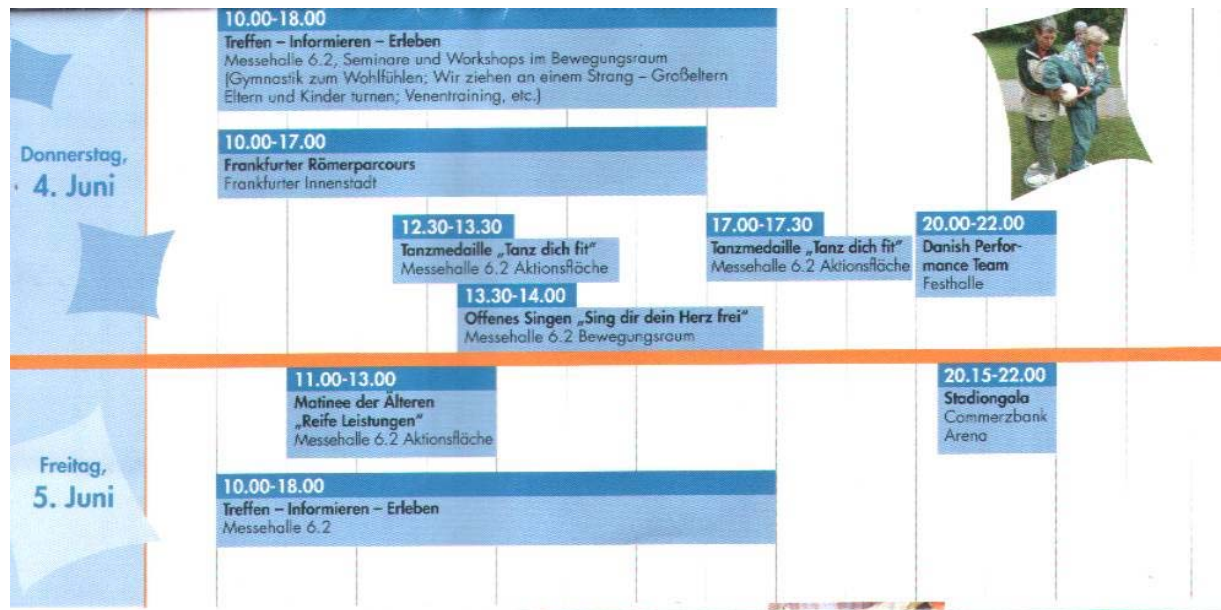 10.00-18.00
Treffen – Informieren – Erleben
Messehalle 6.2, Seminare und Workshops im Bewegungsraum
(Gymnastik zum Wohlfühlen; Wir ziehen an einem Strang – Großeltern
Eltern und Kinder turnen; Venentraining, etc.)
Donnerstag,
4. Juni
10.00-17.00
Frankfurter Römerparcours
Frankfurter Innenstadt
12.30-13.30
Tanzmedaille „Tanz dich fit“
Messehalle 6.2 Aktionsfläche
17.00-17.30
Tanzmedaille „Tanz dich fit“
Messehalle 6.2 Aktionsfläche
20.00-22.00
Danish Perfor-
mance Team
Festhalle
13.30-14.00
Offenes Singen „Sing dir dein Herz frei“
Messehalle 6.2 Bewegungsraum
Freitag,
5. Juni
11.00-13.00
Matinee der Älteren
„Reife Leistungen“
Messehalle 6.2 Aktionsfläche
20.15-22.00
Stadiongala
Commerzbank
Arena
10.00-18.00
Treffen – Informieren – Erleben
Messehalle 6.2